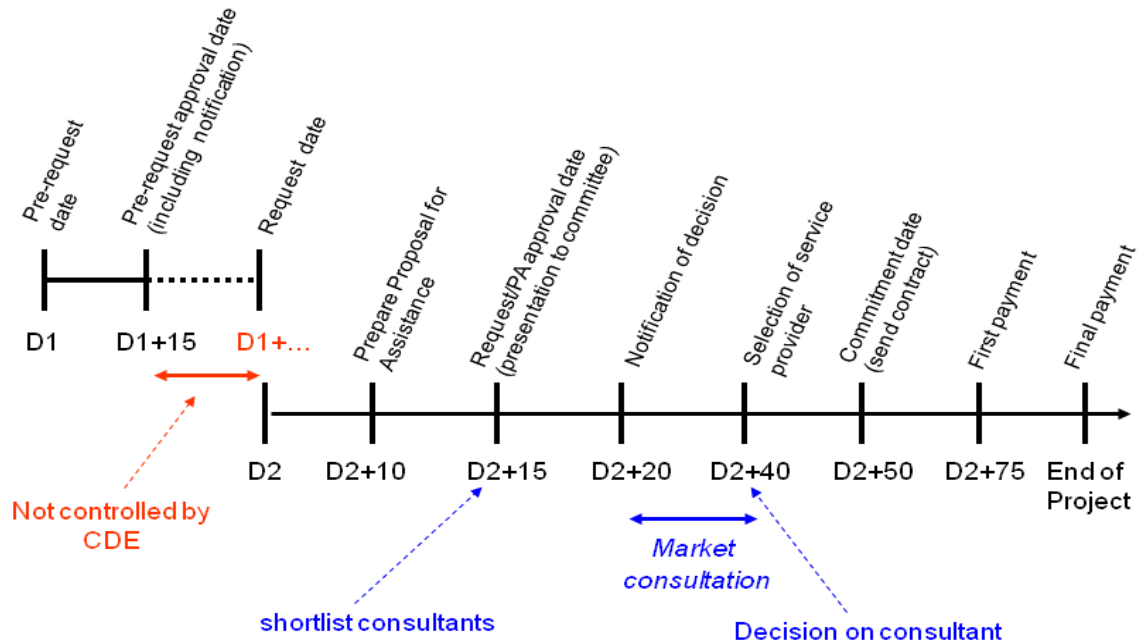 Pre-request
date
Pre-request approval date
(including notification)
Request date
Prepare Proposal for
Assistance
Request/PA approval date
(presentation to committee)
Notification of decision
Selection of service
provider
Commitment date
(send contract)
First payment
Final payment
D1
D1+15
D1+...
D2
D2+10
D2+15
D2+20
D2+40
D2+50
D2+75
End of
Project
Not controlled by
CDE
Market
consultation
shortlist consultants
Decision on consultant